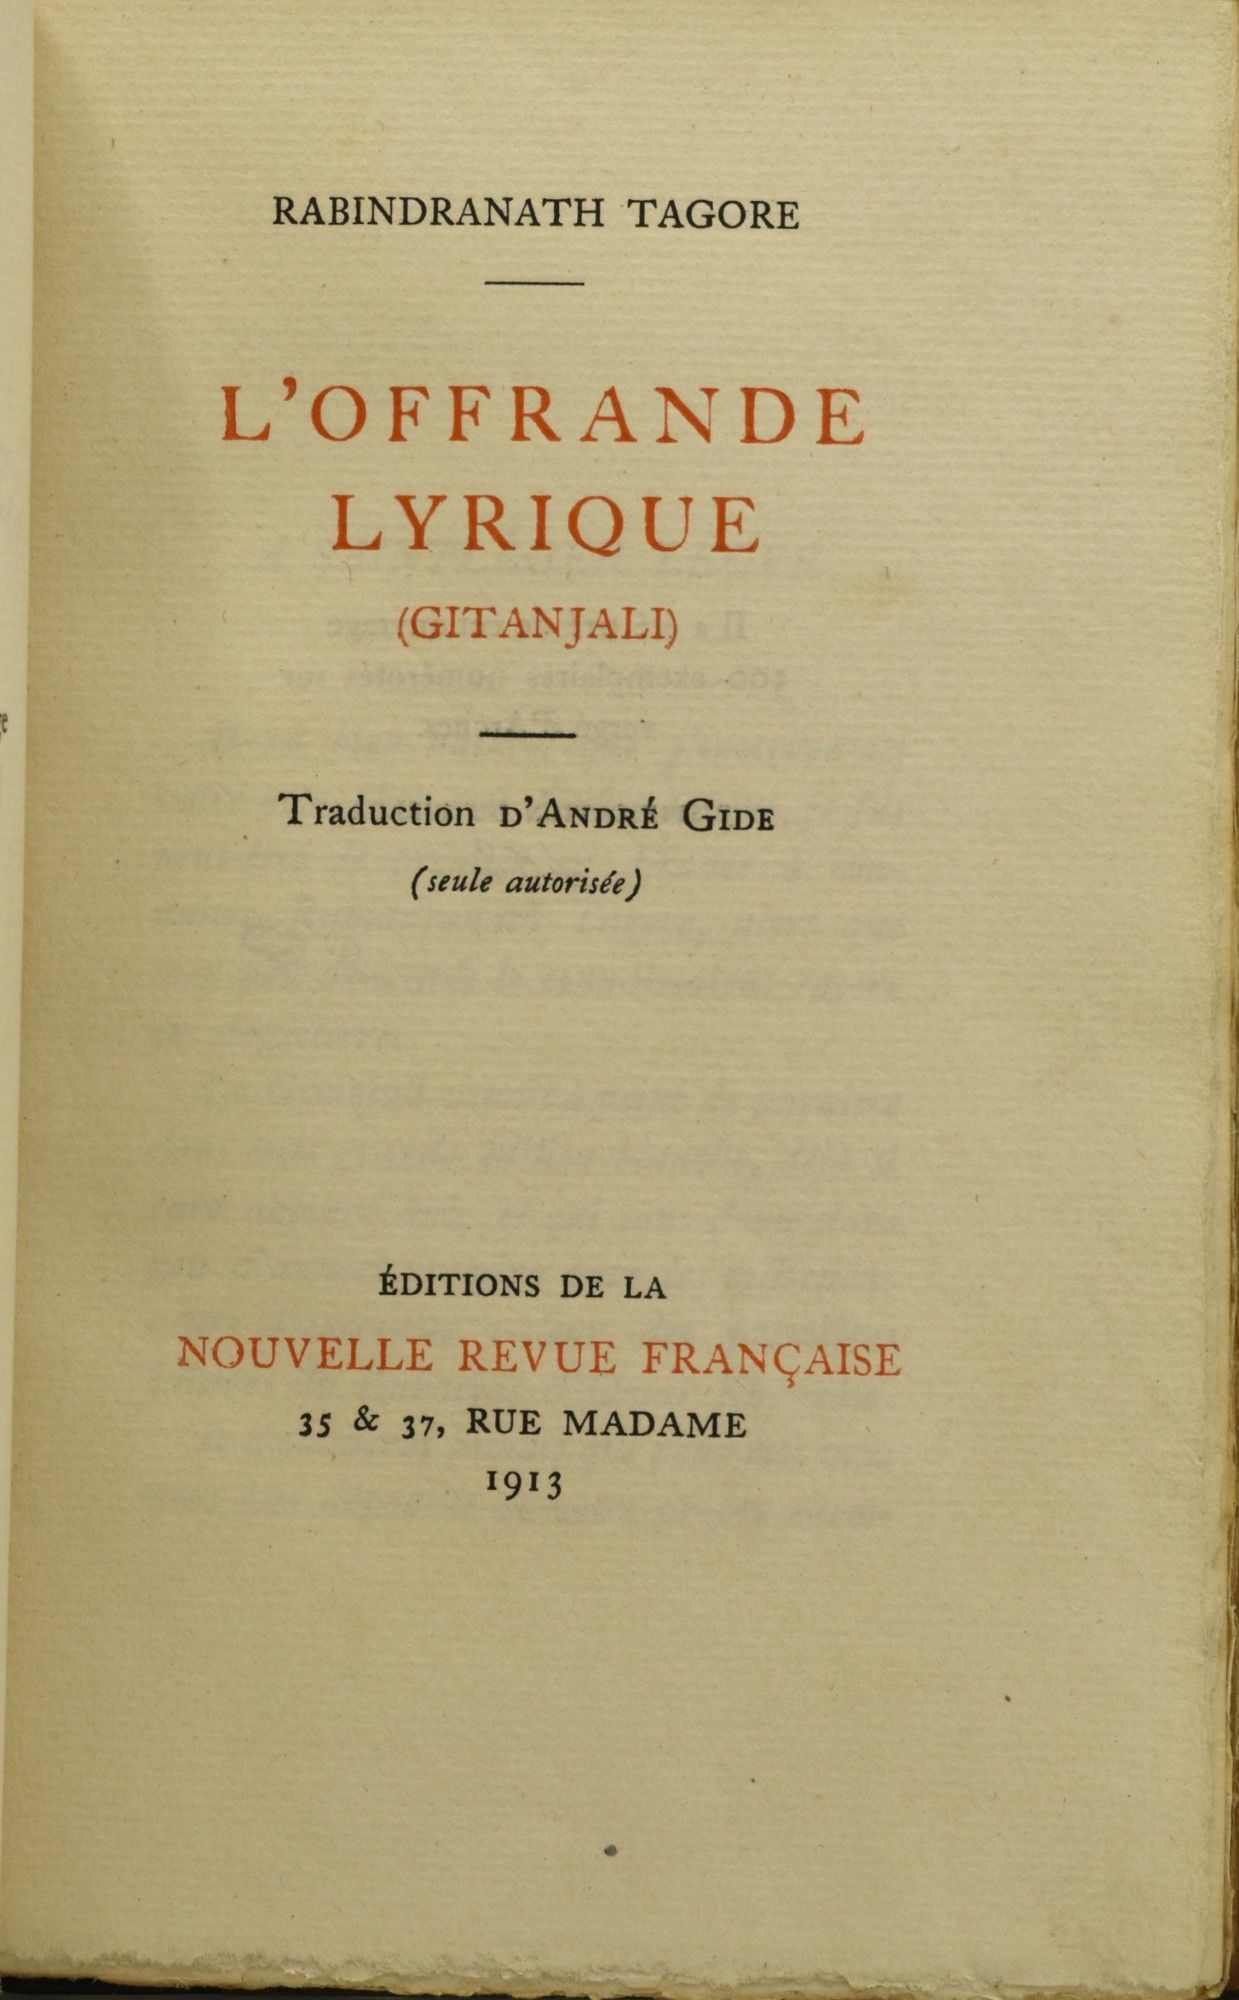 RABINDRANATH TAGORE
L'OFFRANDE
LYRIQUE
(GITANJALI)
Traduction D'ANDRÉ GIDE
(seule autorisée)
ÉDITIONS DE LA
NOUVELLE REVUE FRANÇAISE
35 & 37, RUE MADAME
1913